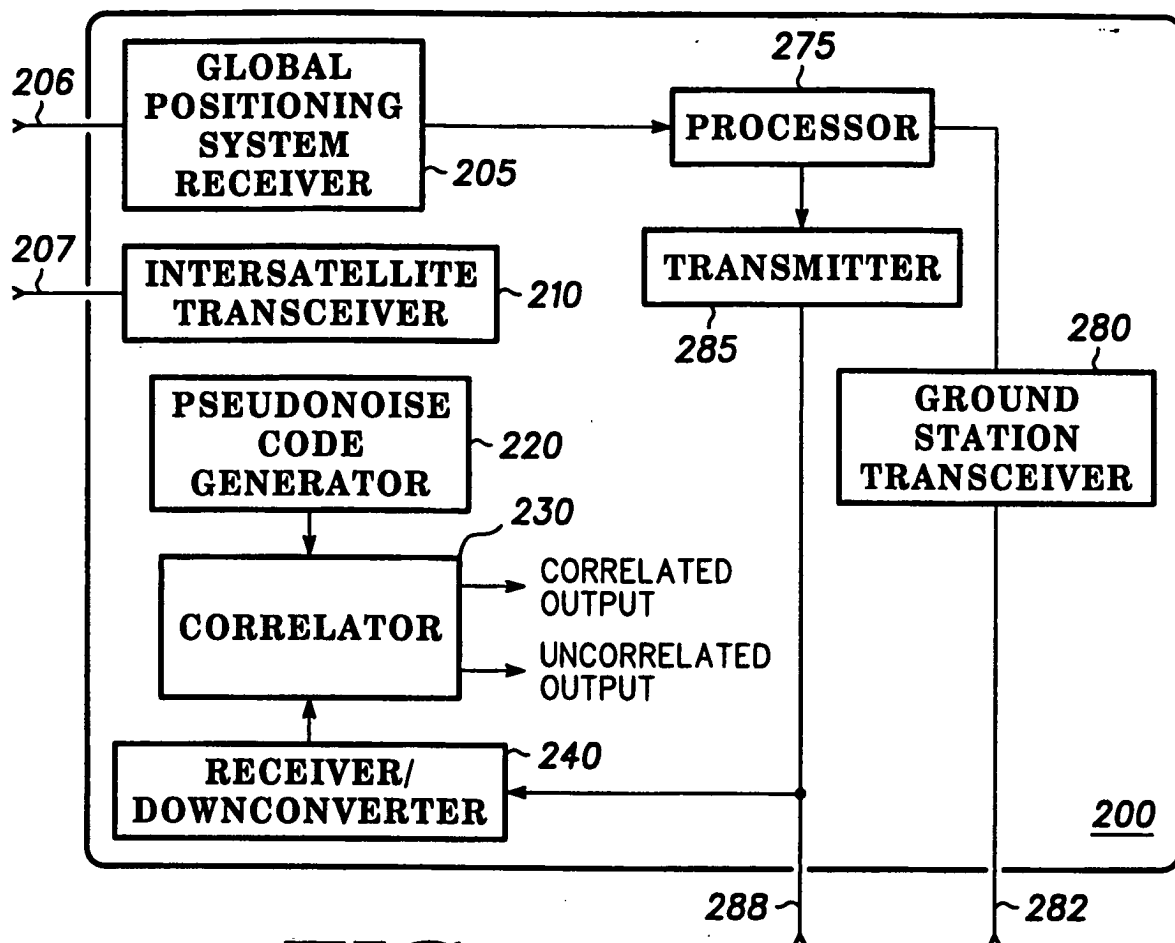 206
GLOBAL
POSITIONING
SYSTEM
RECEIVER
205
275
PROCESSOR
207
INTERSATELLITE
TRANSCEIVER
210
TRANSMITTER
285
280
GROUND
STATION
TRANSCEIVER
PSEUDONOISE
CODE
GENERATOR
220
230
CORRELATOR
CORRELATED
OUTPUT
UNCORRELATED
OUTPUT
240
RECEIVER/
DOWNCONVERTER
200
288
282